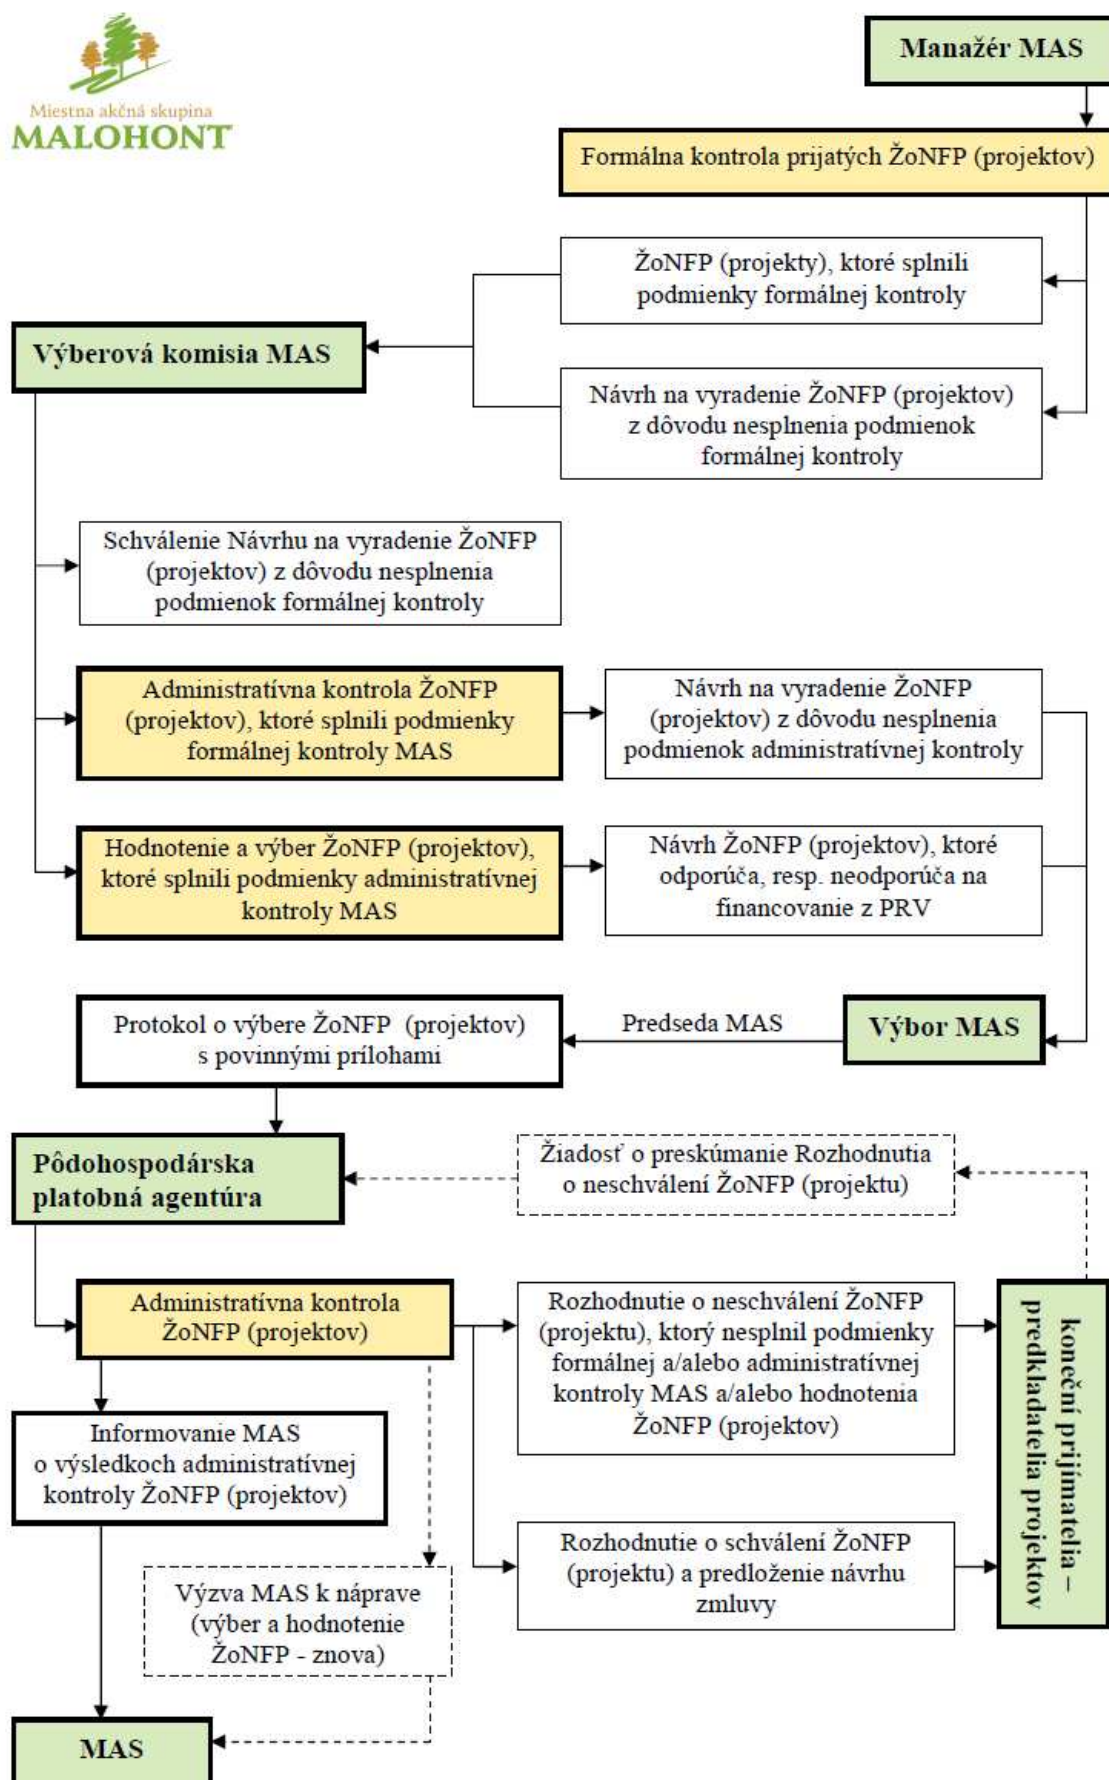 Miestna akčná skupina
MALOHONT
Manažér MAS
Formálna kontrola prijatých ŽoNFP (projektov)
ŽoNFP (projekty), ktoré splnili
podmienky formálnej kontroly
Výberová komisia MAS
Návrh na vyradenie ŽoNFP (projektov)
z dôvodu nesplnenia podmienok
formálnej kontroly
Schválenie Návrhu na vyradenie ŽoNFP
(projektov) z dôvodu nesplnenia
podmienok formálnej kontroly
Administratívna kontrola ŽoNFP
(projektov), ktoré splnili podmienky
formálnej kontroly MAS
Návrh na vyradenie ŽoNFP
(projektov) z dôvodu nesplnenia
podmienok administratívnej kontroly
Hodnotenie a výber ŽoNFP (projektov),
ktoré splnili podmienky administratívnej
kontroly MAS
Návrh ŽoNFP (projektov), ktoré
odporúča, resp. neodporúča na
financovanie z PRV
Protokol o výbere ŽoNFP (projektov)
s povinnými prílohami
Predseda MAS
Výbor MAS
Pôdohospodárska
platobná agentúra
Žiadosť o preskúmanie Rozhodnutia
o neschválení ŽoNFP (projektu)
Administratívna kontrola
ŽoNFP (projektov)
Rozhodnutie o neschválení ŽoNFP
(projektu), ktorý nesplnil podmienky
formálnej a/alebo administratívnej
kontroly MAS a/alebo hodnotenia
ŽoNFP (projektov)
koneční prijímatelia –
predkladatelia projektov
Informovanie MAS
o výsledkoch administratívnej
kontroly ŽoNFP (projektov)
Rozhodnutie o schválení ŽoNFP
(projektu) a predloženie návrhu
zmluvy
Výzva MAS k náprave
(výber a hodnotenie
ŽoNFP - znova)
MAS